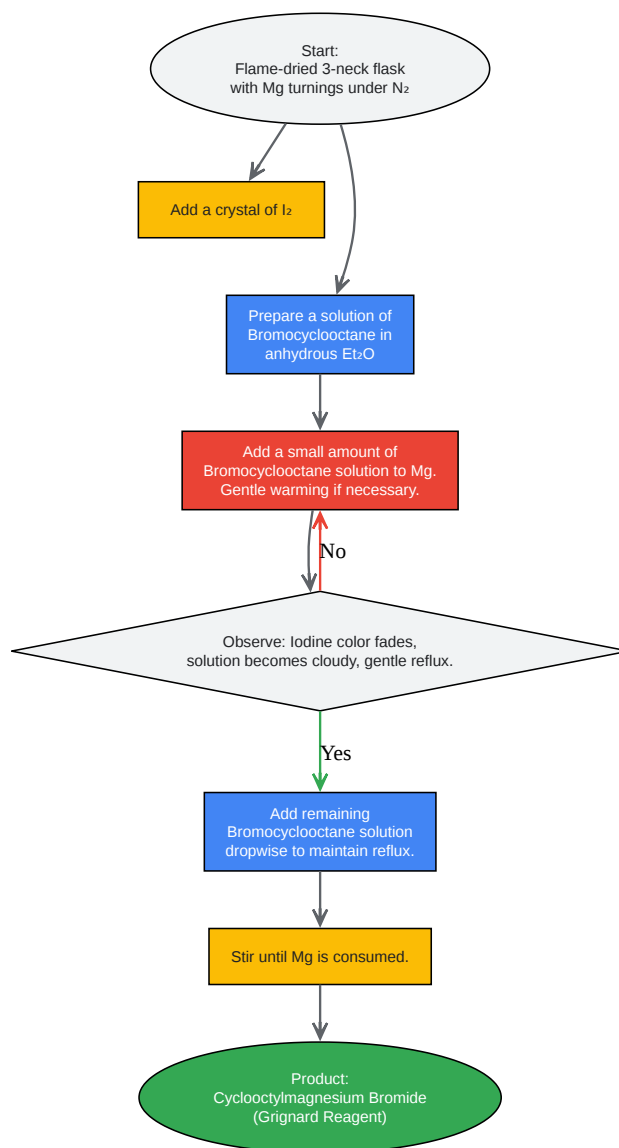 Start:
Flame-dried 3-neck flask
with Mg turnings under N₂
Add a crystal of I₂
Prepare a solution of
Bromocyclooctane in
anhydrous Et₂O
Add a small amount of
Bromocyclooctane solution to Mg.
Gentle warming if necessary.
No
Observe: Iodine color fades,
solution becomes cloudy, gentle reflux.
Yes
Add remaining
Bromocyclooctane solution
dropwise to maintain reflux.
Stir until Mg is consumed.
Product:
Cyclooctylmagnesium Bromide
(Grignard Reagent)